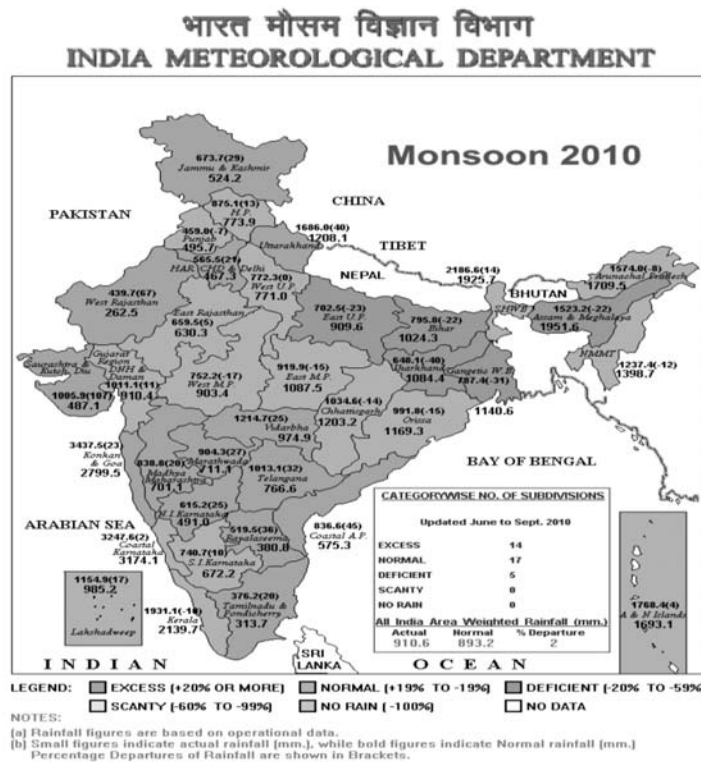 भारत मौसम विज्ञान विभाग
INDIA METEOROLOGICAL DEPARTMENT
Monsoon 2010
673.7(29)
Jammu & Kashmir
524.2
PAKISTAN
CHINA
875.1(13)
H.P.
773.9
459.0(-7)
Punjab
495.7
1686.0(40)
1208.1
Uttarakhand
TIBET
565.5(21)
HAR. CHD & Delhi
467.3
772.3(0)
West U.P.
771.0
NEPAL
2186.6(14)
1925.7
SHWB
BHUTAN
1574.0(-8)
Arunachal Pradesh
1709.5
439.7(67)
West Rajasthan
262.5
East Rajasthan
659.5(5)
630.3
702.5(-23)
East U.P.
909.6
795.8(-22)
Bihar
1024.3
1523.2(-22)
Assam & Meghalaya
1951.6
NMMT
1237.4(-12)
1398.7
Saurashtra &
Kutch, Diu
1005.9(107)
487.1
Gujarat
Region
DNH &
Daman
1011.1(11)
910.4
752.2(-17)
West M.P.
903.4
919.9(-15)
East M.P.
1087.5
648.1(-40)
Jharkhand
1084.4
Gangetic W.B.
787.4(-31)
1140.6
1034.6(-14)
Chhattisgarh
1203.2
991.8(-15)
Orissa
1169.3
1214.7(25)
Vidarbha
974.9
3437.5(23)
Konkan
& Goa
2799.5
838.8(20)
Madhya
Maharashtra
701.1
904.3(27)
Marathwada
711.1
1013.1(32)
Telangana
766.6
BAY OF BENGAL
ARABIAN SEA
615.2(25)
N.I.Karnataka
491.0
519.5(36)
Rayalaseema
380.8
836.6(45)
Coastal A.P.
575.3
3247.6(2)
Coastal
Karnataka
3174.1
740.7(10)
S.I.Karnataka
672.2
1154.9(17)
985.2
Lakshadweep
1931.1(-10)
Kerala
2139.7
376.2(20)
Tamilnadu &
Pondicherry
313.7
SRI
LANKA
1768.4(4)
A & N Islands
1693.1
CATEGORYWISE NO. OF SUBDIVISIONS
Updated June to Sept. 2010
EXCESS 14
NORMAL 17
DEFICIENT 5
SCANTY 0
NO RAIN 0
All India Area Weighted Rainfall (mm.)
Actual Normal % Departure
910.6 893.2 2
INDIAN OCEAN
LEGEND: EXCESS (+20% OR MORE) NORMAL (+19% TO -19%) DEFICIENT (-20% TO -59%)
SCANTY (-60% TO -99%) NO RAIN (-100%) NO DATA
NOTES:
(a) Rainfall figures are based on operational data.
(b) Small figures indicate actual rainfall (mm.), while bold figures indicate Normal rainfall (mm.)
Percentage Departures of Rainfall are shown in Brackets.